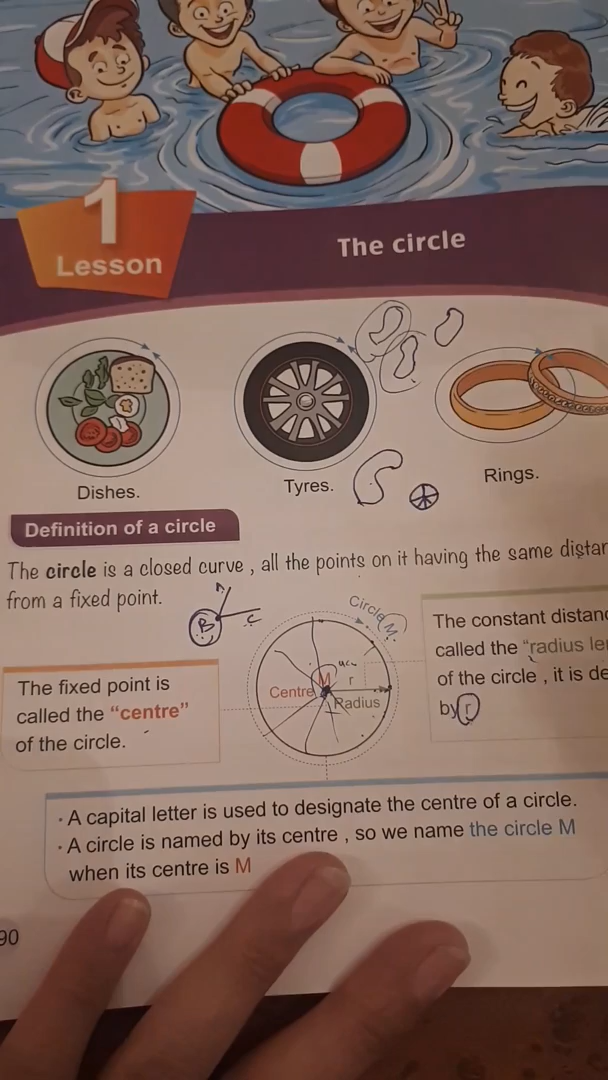 1
Lesson
The circle
Dishes.
Tyres.
Rings.
Definition of a circle
The circle is a closed curve , all the points on it having the same distan
from a fixed point.
B
C
Circle M.
The constant distanc
called the "radius le
of the circle , it is de
by r
The fixed point is
called the "centre"
of the circle.
M
r
Centre
Radius
· A capital letter is used to designate the centre of a circle.
· A circle is named by its centre , so we name the circle M
when its centre is M
90